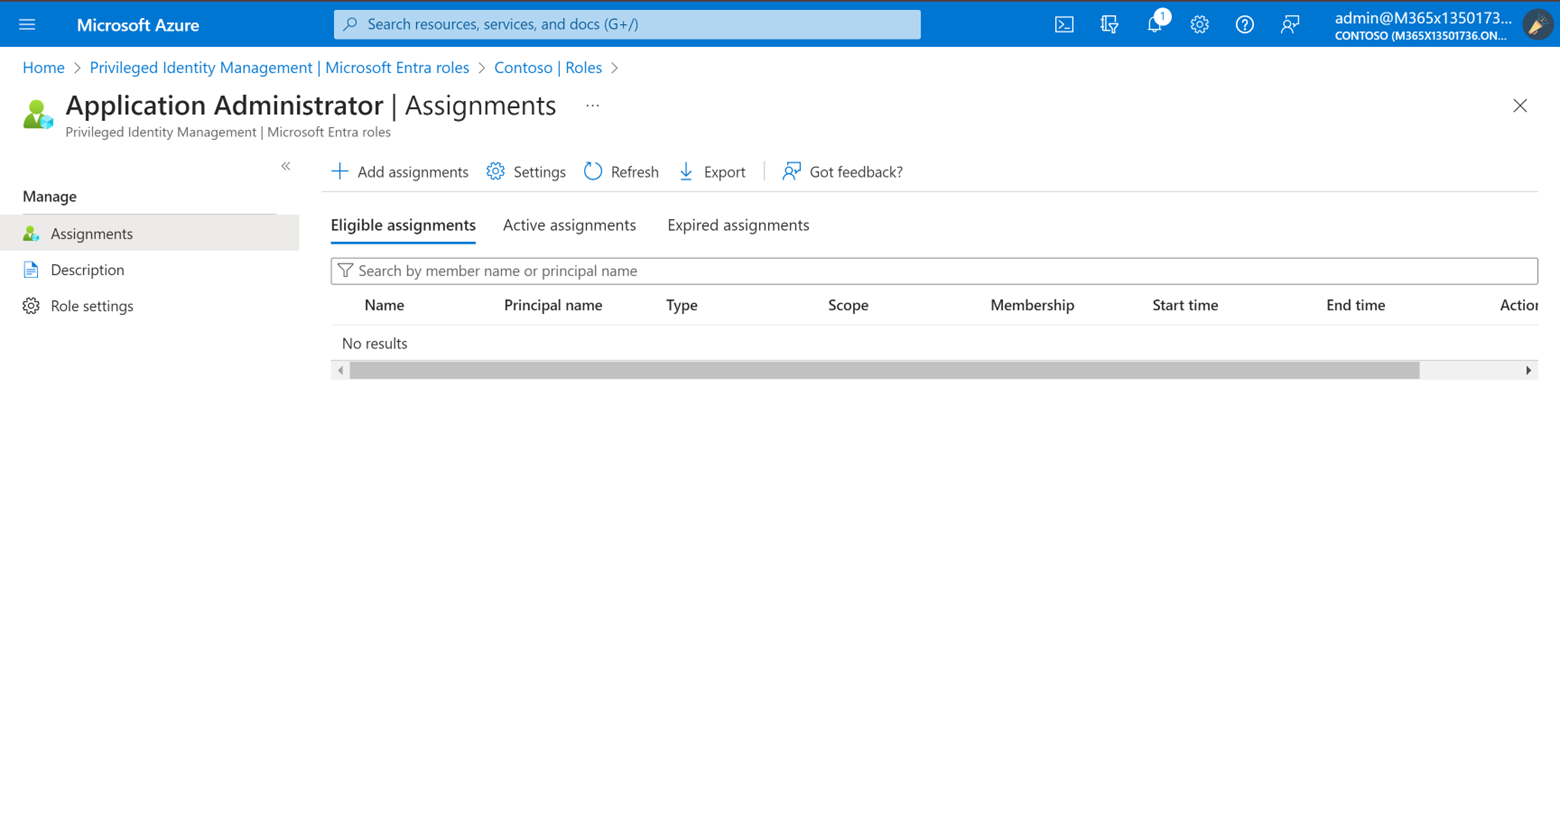 Microsoft Azure
Search resources, services, and docs (G+/)
1
admin@M365x1350173...
CONTOSO (M365X13501736.ON...
Home > Privileged Identity Management | Microsoft Entra roles > Contoso | Roles >
Application Administrator | Assignments ...
Privileged Identity Management | Microsoft Entra roles
Manage
Assignments
Description
Role settings
Add assignments Settings Refresh Export Got feedback?
Eligible assignments Active assignments Expired assignments
Search by member name or principal name
Name Principal name Type Scope Membership Start time End time Action
No results